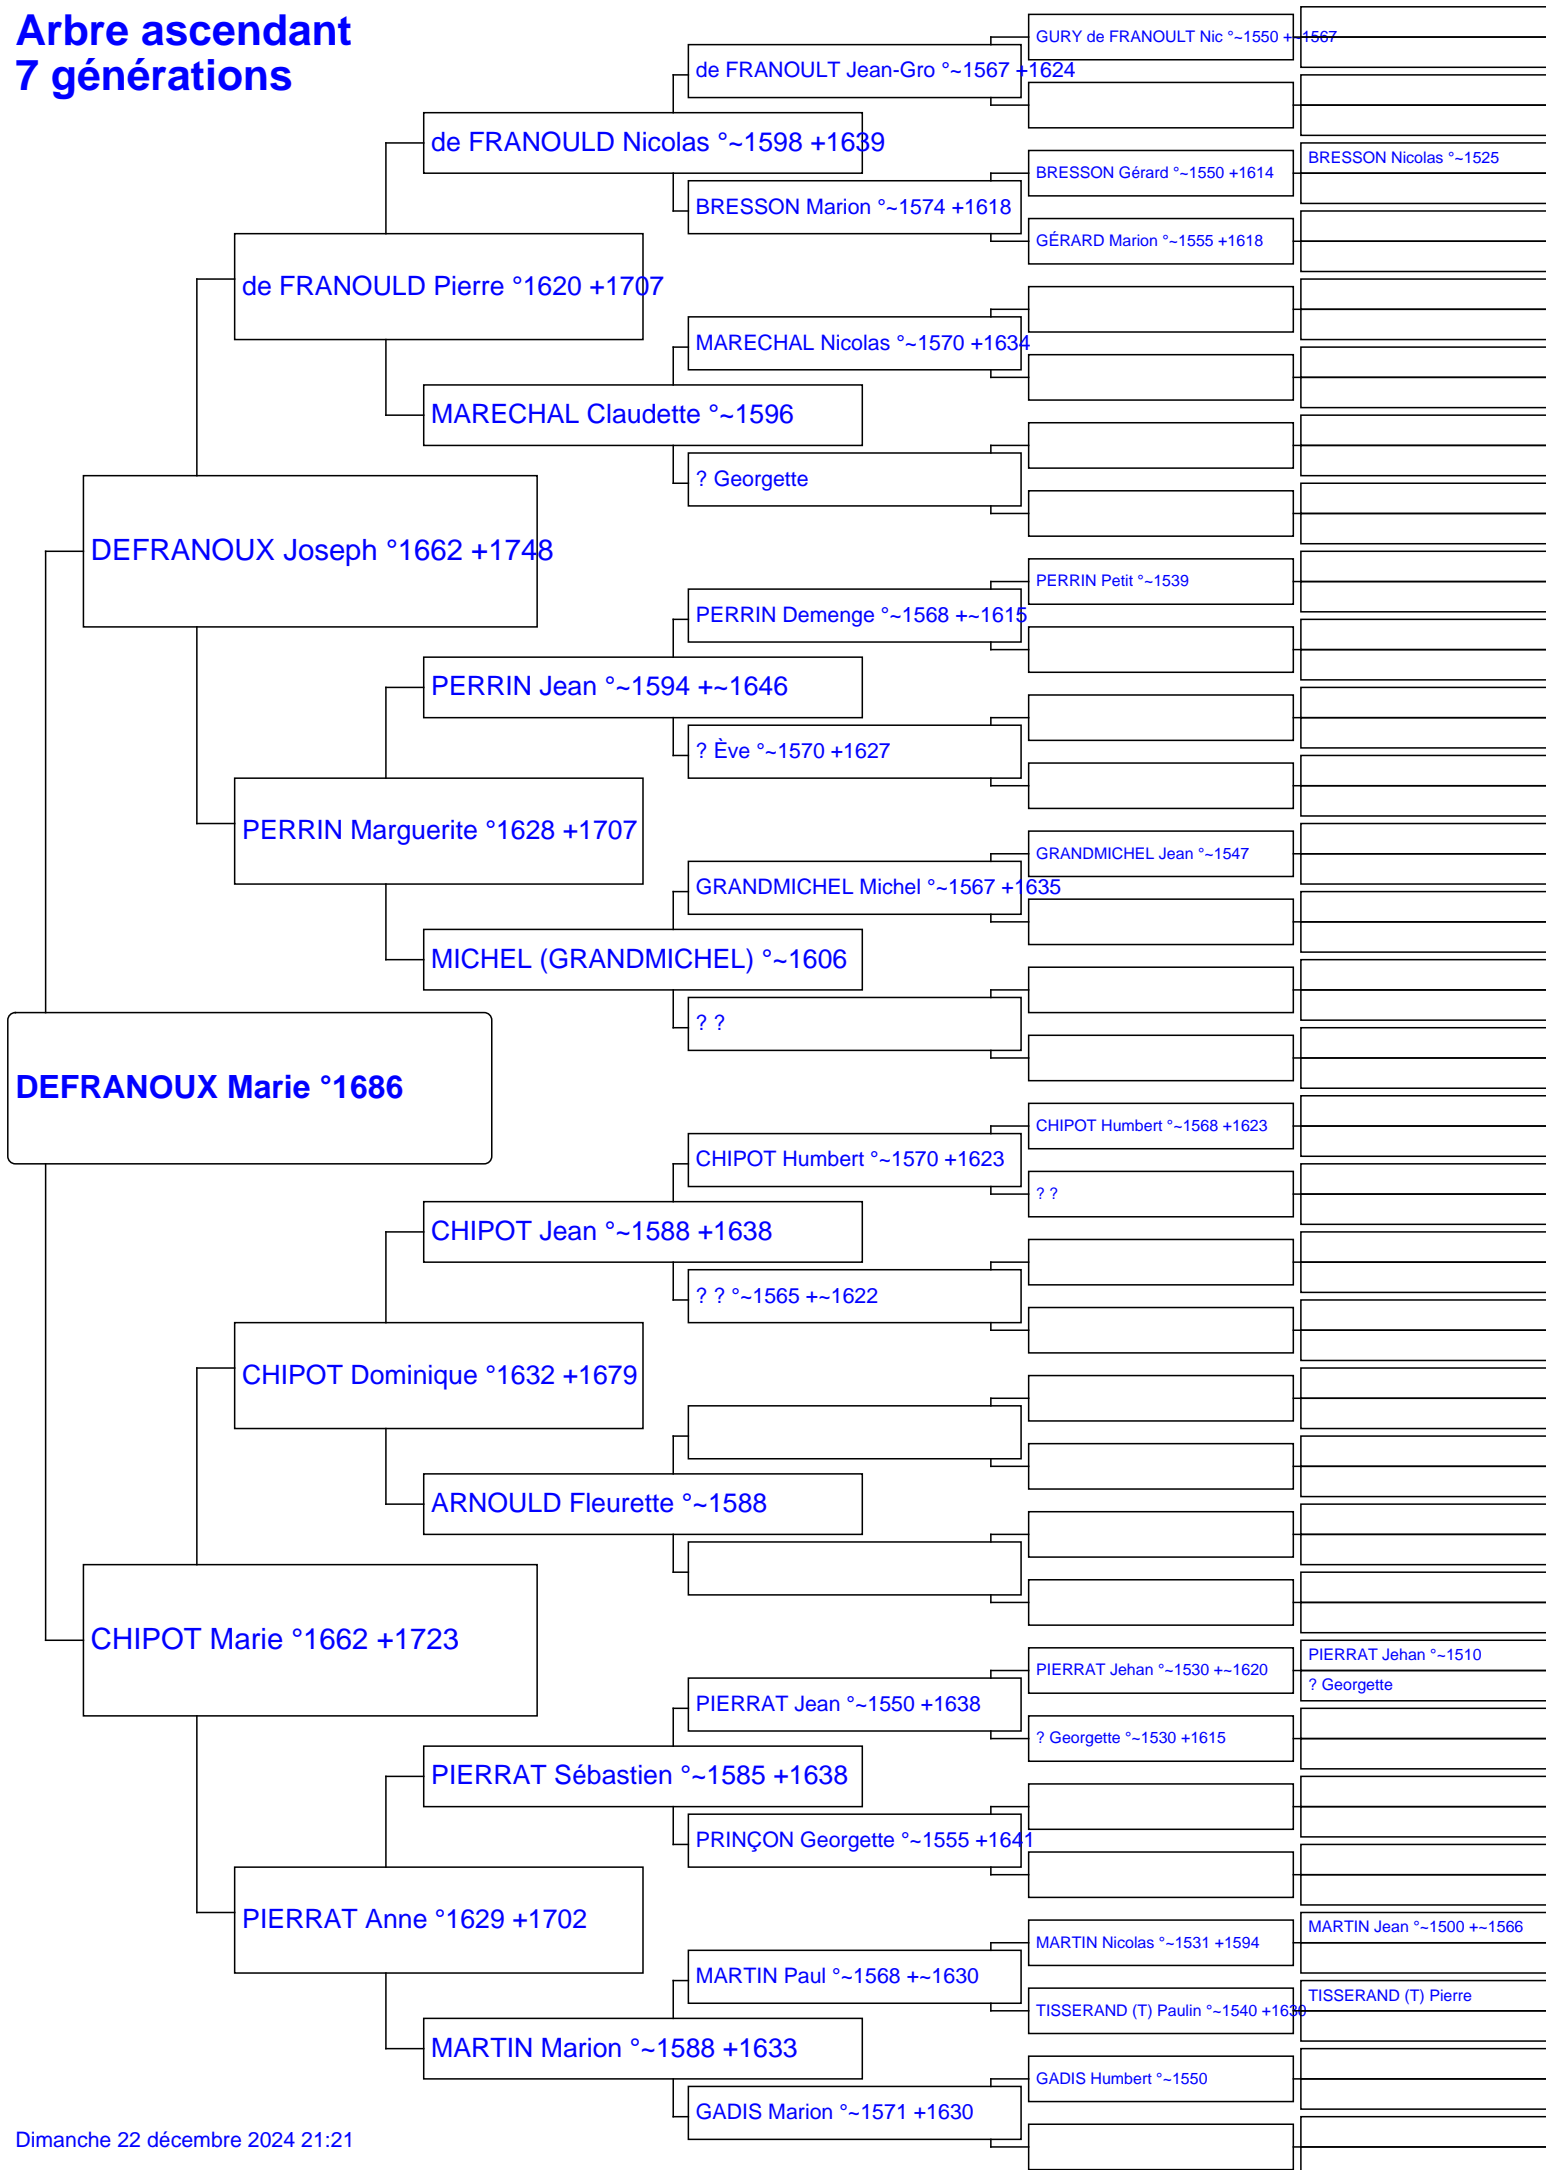 Arbre ascendant
7 générations
GURY de FRANOULT Nic °~1550 +~1567
de FRANOULT Jean-Gro °~1567 +1624
de FRANOULD Nicolas °~1598 +1639
BRESSON Nicolas °~1525
BRESSON Gérard °~1550 +1614
BRESSON Marion °~1574 +1618
GÉRARD Marion °~1555 +1618
de FRANOULD Pierre °1620 +1707
MARECHAL Nicolas °~1570 +1634
MARECHAL Claudette °~1596
? Georgette
DEFRANOUX Joseph °1662 +1748
PERRIN Petit °~1539
PERRIN Demenge °~1568 +~1615
PERRIN Jean °~1594 +~1646
? Ève °~1570 +1627
PERRIN Marguerite °1628 +1707
GRANDMICHEL Jean °~1547
GRANDMICHEL Michel °~1567 +1635
MICHEL (GRANDMICHEL) °~1606
? ?
DEFRANOUX Marie °1686
CHIPOT Humbert °~1568 +1623
CHIPOT Humbert °~1570 +1623
? ?
CHIPOT Jean °~1588 +1638
? ? °~1565 +~1622
CHIPOT Dominique °1632 +1679
ARNOULD Fleurette °~1588
CHIPOT Marie °1662 +1723
PIERRAT Jehan °~1510
PIERRAT Jehan °~1530 +~1620
? Georgette
PIERRAT Jean °~1550 +1638
? Georgette °~1530 +1615
PIERRAT Sébastien °~1585 +1638
PRINÇON Georgette °~1555 +1641
PIERRAT Anne °1629 +1702
MARTIN Jean °~1500 +~1566
MARTIN Nicolas °~1531 +1594
MARTIN Paul °~1568 +~1630
TISSERAND (T) Pierre
TISSERAND (T) Paulin °~1540 +1630
MARTIN Marion °~1588 +1633
GADIS Humbert °~1550
GADIS Marion °~1571 +1630
Dimanche 22 décembre 2024 21:21